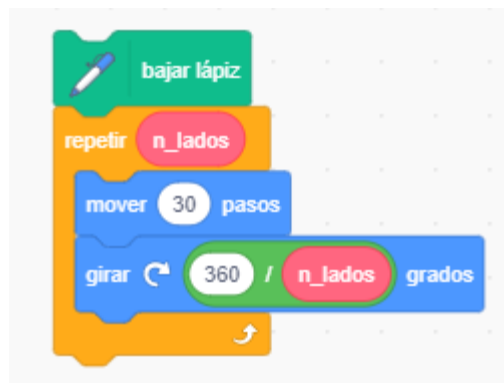 bajar lápiz
repetir n_lados
mover 30 pasos
girar 360 / n_lados grados